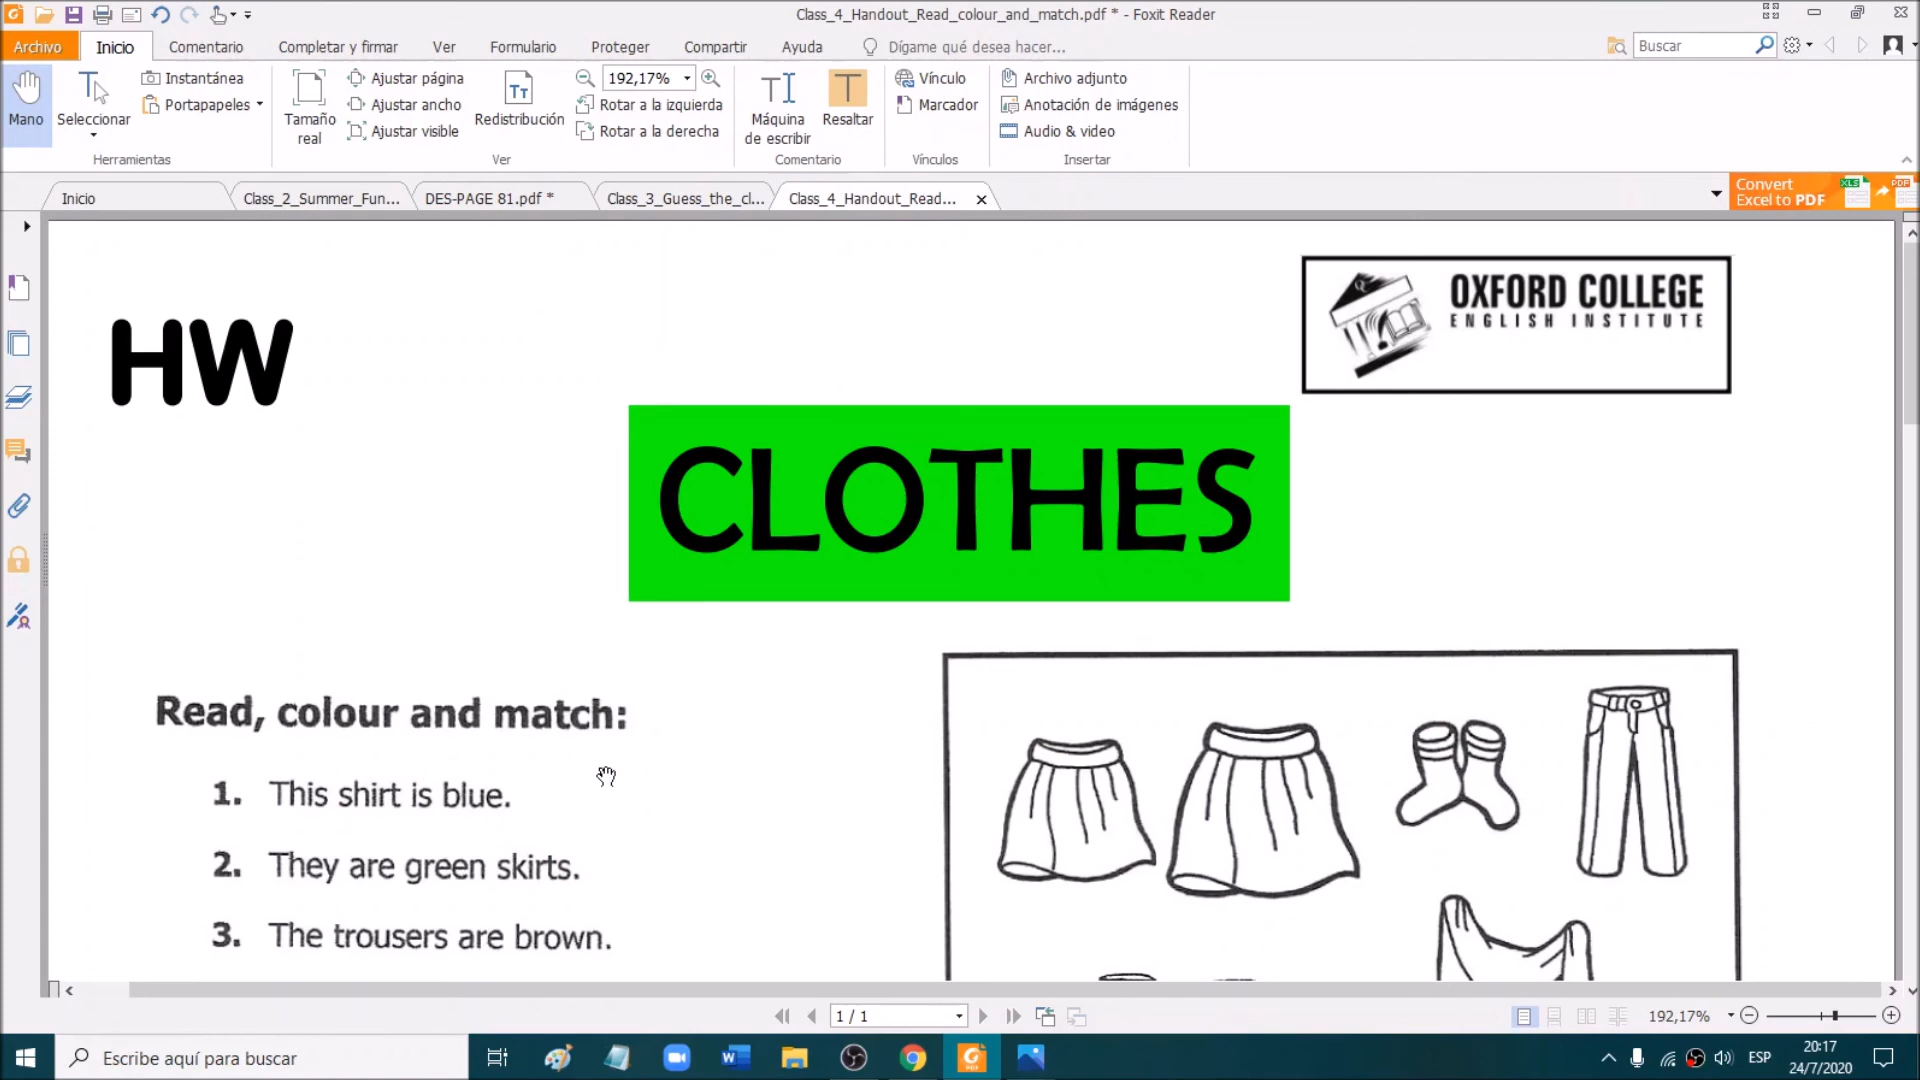 Class_4_Handout_Read_colour_and_match.pdf * - Foxit Reader
Archivo Inicio Comentario Completar y firmar Ver Formulario Proteger Compartir Ayuda Dígame qué desea hacer... Buscar
Mano
Seleccionar
Instantánea
Portapapeles
Herramientas
Tamaño real
Ajustar página
Ajustar ancho
Ajustar visible
Redistribución
192,17%
Rotar a la izquierda
Rotar a la derecha
Ver
Máquina de escribir
Resaltar
Comentario
Vínculo
Marcador
Vínculos
Archivo adjunto
Anotación de imágenes
Audio & video
Insertar
Inicio Class_2_Summer_Fun... DES-PAGE 81.pdf * Class_3_Guess_the_cl... Class_4_Handout_Read...
Convert
Excel to PDF
XLS PDF
OXFORD COLLEGE
ENGLISH INSTITUTE
HW
CLOTHES
Read, colour and match:
1. This shirt is blue.
2. They are green skirts.
3. The trousers are brown.
1 / 1
192,17%
Escribe aquí para buscar
ESP
20:17
24/7/2020